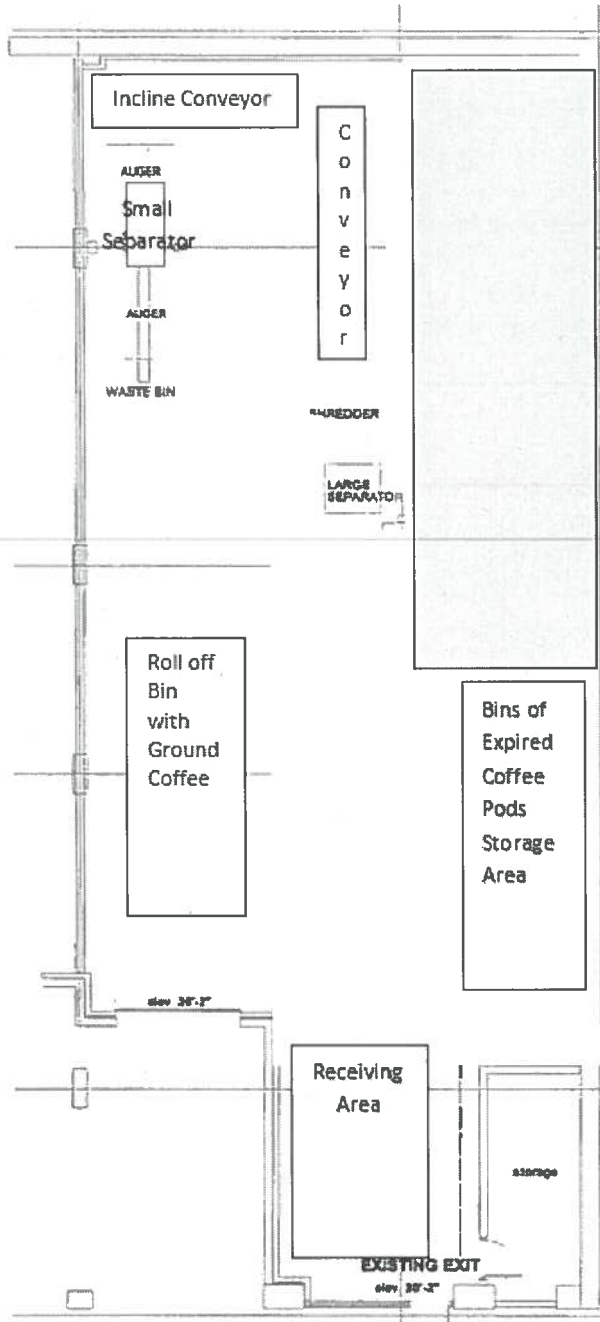 Incline Conveyor
C
o
n
v
e
y
o
r
AUGER
Small
Separator
AUGER
WASTE BIN
SHREDDER
LARGE
SEPARATOR
Roll off
Bin
with
Ground
Coffee
Bins of
Expired
Coffee
Pods
Storage
Area
Receiving
Area
storage
EXISTING EXIT